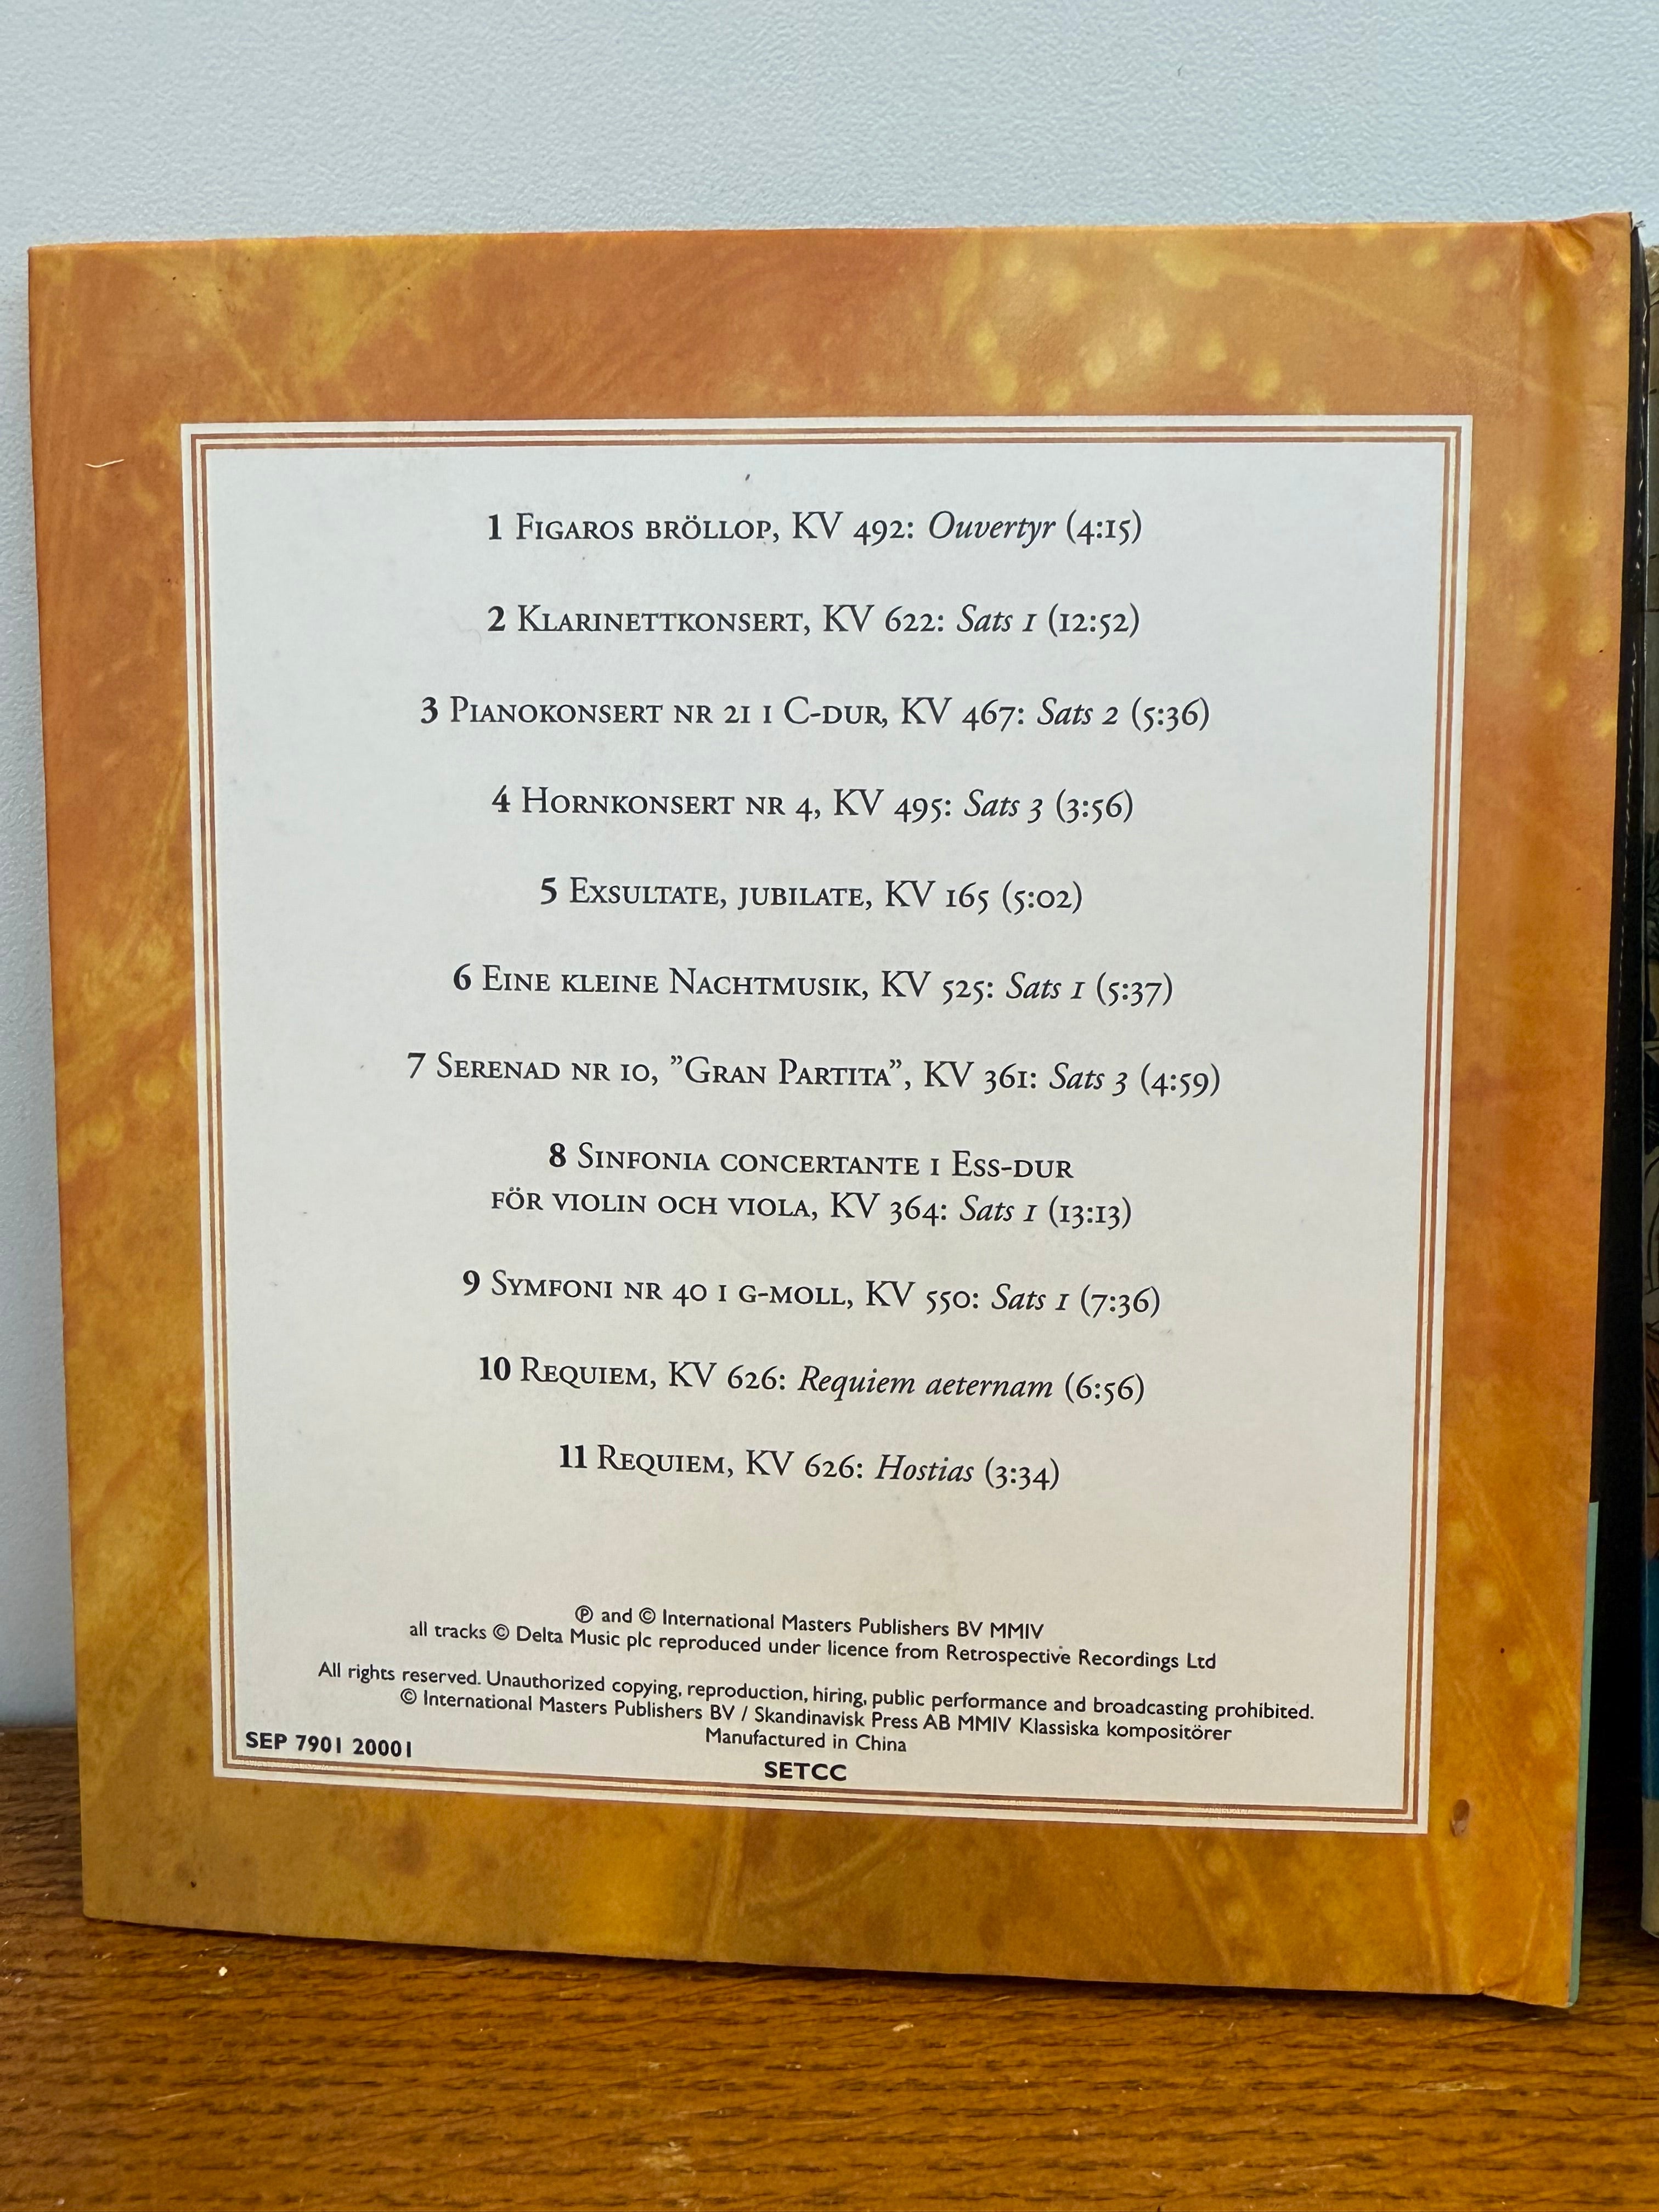 1 Figaros bröllop, KV 492: Ouvertyr (4:15)
2 Klarinettkonsert, KV 622: Sats 1 (12:52)
3 Pianokonsert nr 21 i C-dur, KV 467: Sats 2 (5:36)
4 Hornkonsert nr 4, KV 495: Sats 3 (3:56)
5 Exsultate, jubilate, KV 165 (5:02)
6 Eine kleine Nachtmusik, KV 525: Sats 1 (5:37)
7 Serenad nr 10, ”Gran Partita”, KV 361: Sats 3 (4:59)
8 Sinfonia concertante i Ess-dur
för violin och viola, KV 364: Sats 1 (13:13)
9 Symfoni nr 40 i g-moll, KV 550: Sats 1 (7:36)
10 Requiem, KV 626: Requiem aeternam (6:56)
11 Requiem, KV 626: Hostias (3:34)
℗ and © International Masters Publishers BV MMIV
all tracks © Delta Music plc reproduced under licence from Retrospective Recordings Ltd
All rights reserved. Unauthorized copying, reproduction, hiring, public performance and broadcasting prohibited.
© International Masters Publishers BV / Skandinavisk Press AB MMIV Klassiska kompositörer
Manufactured in China
SEP 7901 20001
SETCC